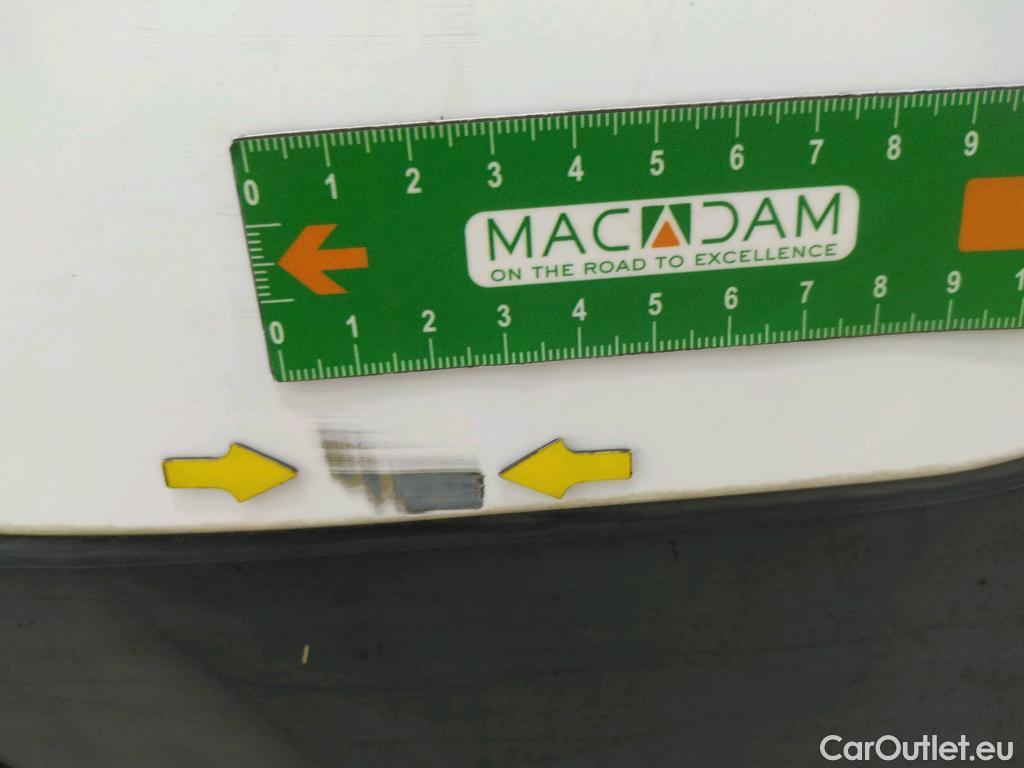 0 1 2 3 4 5 6 7 8 9
MACADAM
ON THE ROAD TO EXCELLENCE
0 1 2 3 4 5 6 7 8 9 1
CarOutlet.eu